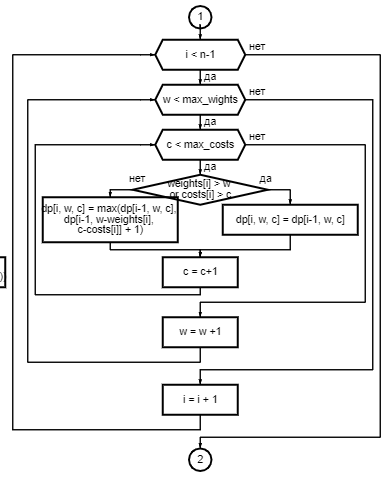 1
i < n-1
нет
да
w < max_wights
нет
да
c < max_costs
нет
да
нет
weights[i] > w
or costs[i] > c
да
dp[i, w, c] = max(dp[i-1, w, c],
dp[i-1, w-weights[i],
c-costs[i]] + 1)
dp[i, w, c] = dp[i-1, w, c]
)
c = c+1
w = w +1
i = i + 1
2